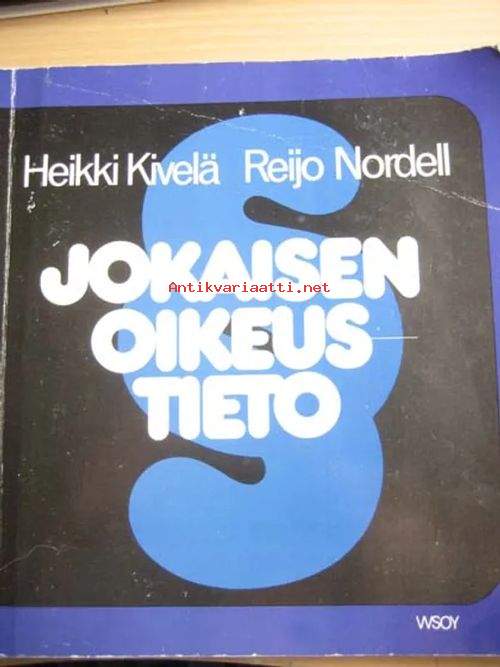 Heikki Kivelä Reijo Nordell
§
JOKAISEN
Antikvariaatti.net
OIKEUS
TIETO
WSOY